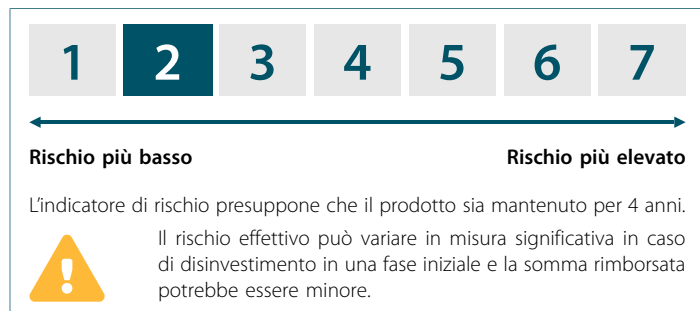 1 2 3 4 5 6 7
Rischio più basso Rischio più elevato
L'indicatore di rischio presuppone che il prodotto sia mantenuto per 4 anni.
Il rischio effettivo può variare in misura significativa in caso
di disinvestimento in una fase iniziale e la somma rimborsata
potrebbe essere minore.